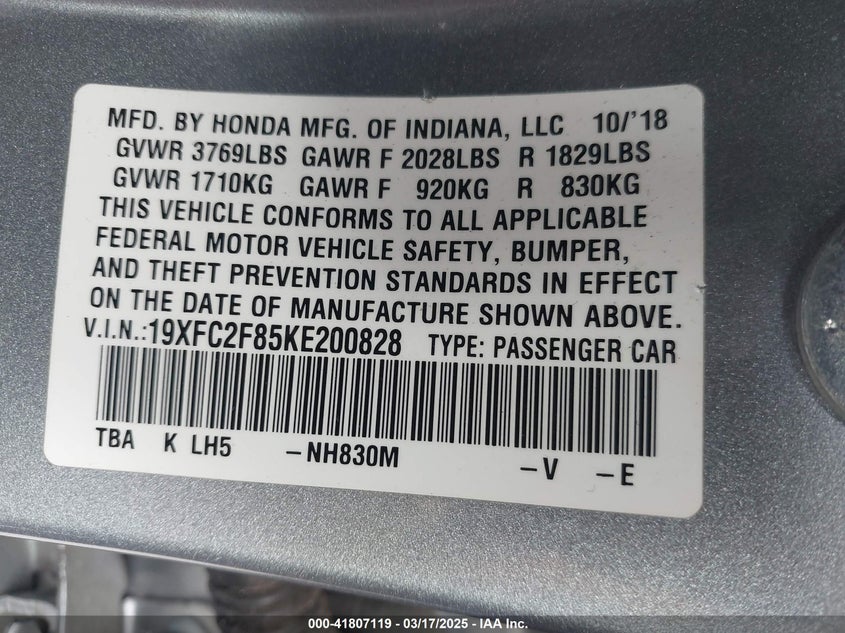 MFD. BY HONDA MFG. OF INDIANA, LLC 10/'18
GVWR 3769LBS GAWR F 2028LBS R 1829LBS
GVWR 1710KG GAWR F 920KG R 830KG
THIS VEHICLE CONFORMS TO ALL APPLICABLE
FEDERAL MOTOR VEHICLE SAFETY, BUMPER,
AND THEFT PREVENTION STANDARDS IN EFFECT
ON THE DATE OF MANUFACTURE SHOWN ABOVE.
V.I.N.:19XFC2F85KE200828 TYPE: PASSENGER CAR
TBA K LH5 –NH830M –V –E
000-41807119 — 03/17/2025 — IAA Inc.